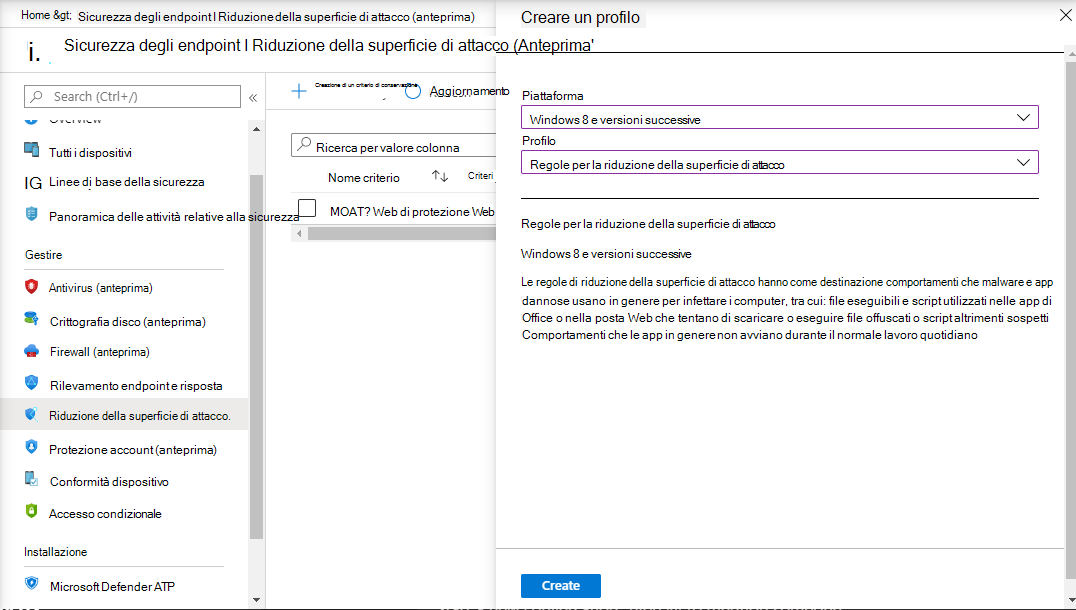 Home &gt; Sicurezza degli endpoint I Riduzione della superficie di attacco (anteprima)
i. Sicurezza degli endpoint I Riduzione della superficie di attacco (Anteprima'
Search (Ctrl+/)
«
Overview
Tutti i dispositivi
IG Linee di base della sicurezza
Panoramica delle attività relative alla sicurezza
Gestire
Antivirus (anteprima)
Crittografia disco (anteprima)
Firewall (anteprima)
Rilevamento endpoint e risposta
Riduzione della superficie di attacco.
Protezione account (anteprima)
Conformità dispositivo
Accesso condizionale
Installazione
Microsoft Defender ATP
Creazione di un criterio di conservazione
Aggiornamento
Ricerca per valore colonna
Nome criterio
Criteri
MOAT? Web di protezione Web
Creare un profilo
Piattaforma
Windows 8 e versioni successive
Profilo
Regole per la riduzione della superficie di attacco
Regole per la riduzione della superficie di attacco
Windows 8 e versioni successive
Le regole di riduzione della superficie di attacco hanno come destinazione comportamenti che malware e app
dannose usano in genere per infettare i computer, tra cui: file eseguibili e script utilizzati nelle app di
Office o nella posta Web che tentano di scaricare o eseguire file offuscati o script altrimenti sospetti
Comportamenti che le app in genere non avviano durante il normale lavoro quotidiano
Create